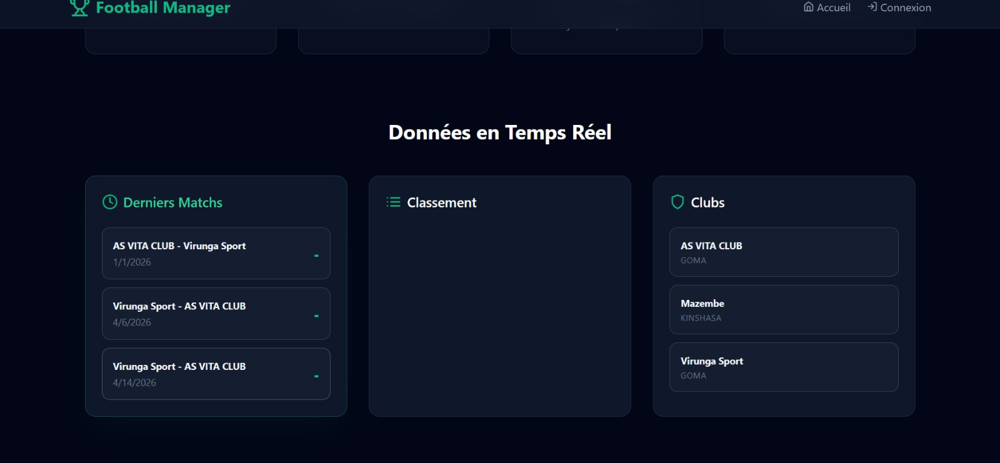 Football Manager
Accueil
Connexion
Données en Temps Réel
Derniers Matchs
AS VITA CLUB - Virunga Sport
1/1/2026
-
Virunga Sport - AS VITA CLUB
4/6/2026
-
Virunga Sport - AS VITA CLUB
4/14/2026
-
Classement
Clubs
AS VITA CLUB
GOMA
Mazembe
KINSHASA
Virunga Sport
GOMA